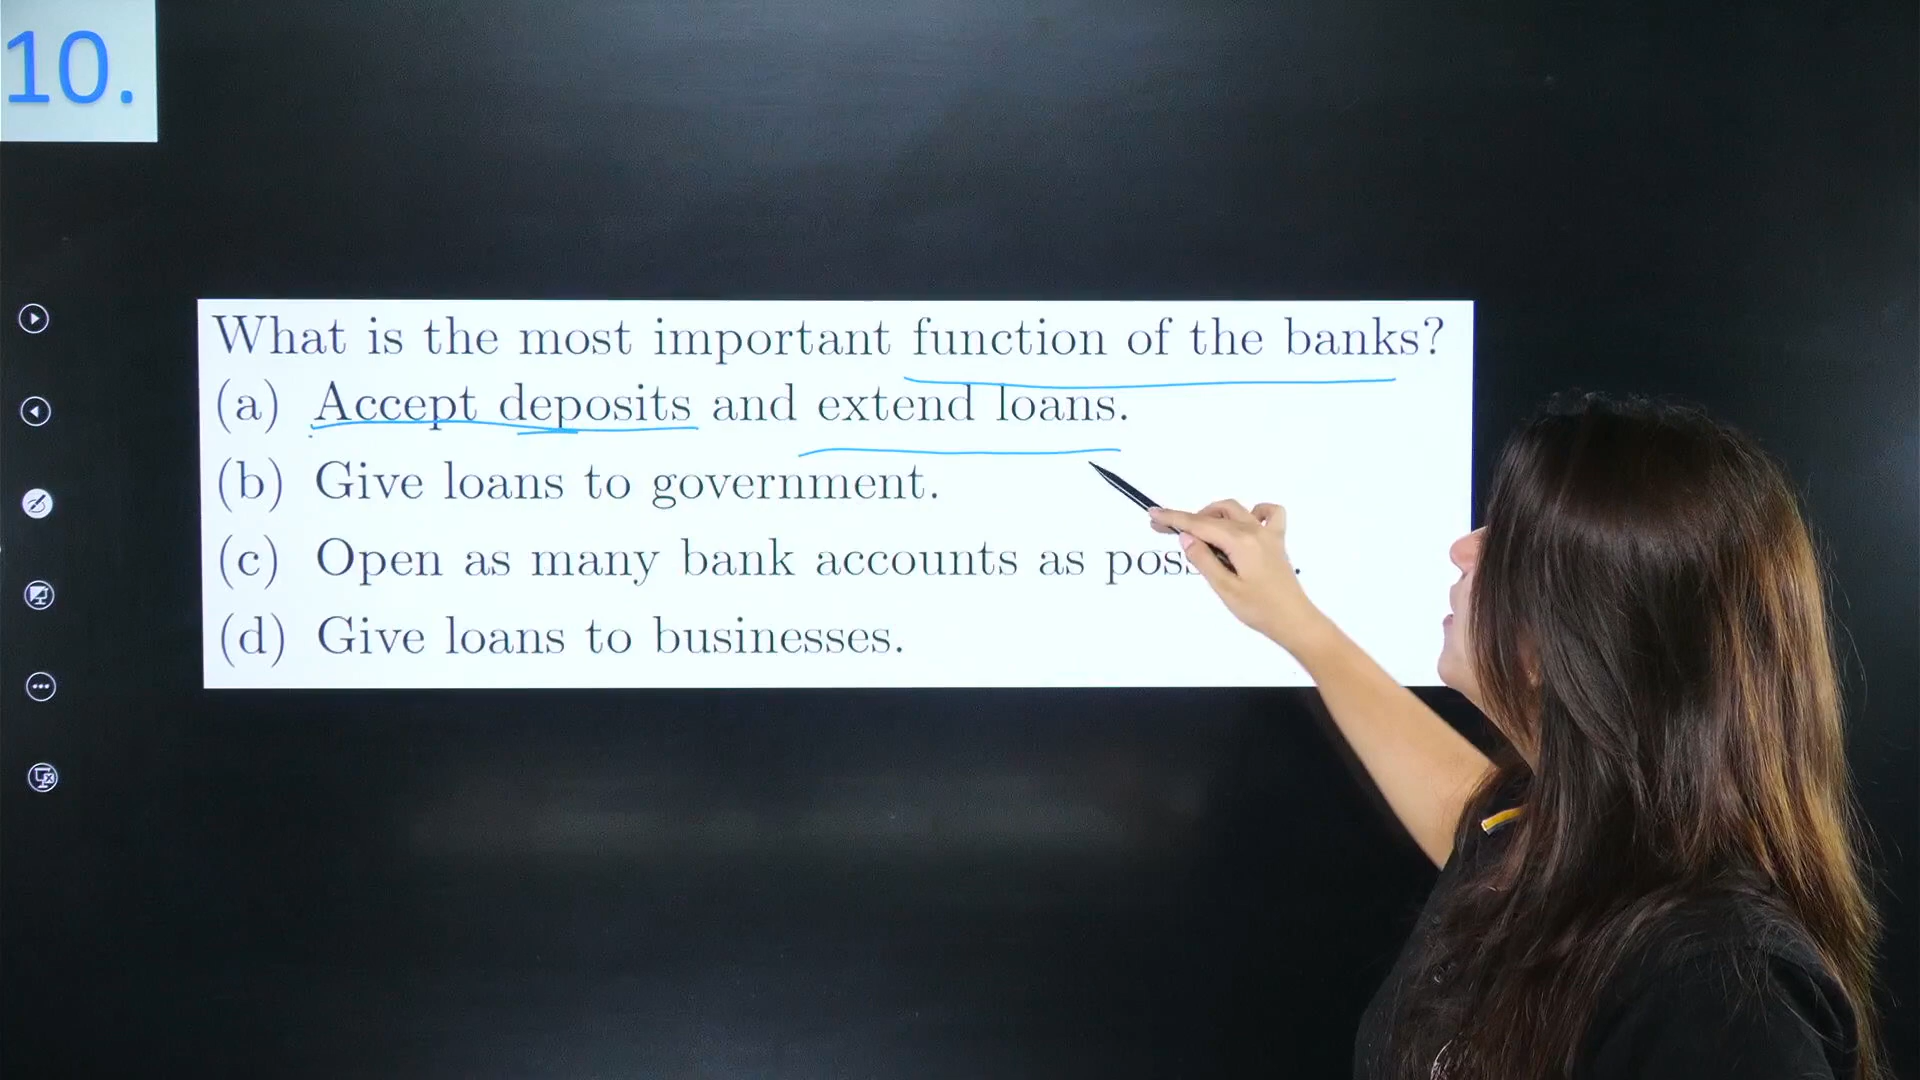 10.
What is the most important function of the banks?
(a) Accept deposits and extend loans.
(b) Give loans to government.
(c) Open as many bank accounts as
(d) Give loans to businesses.